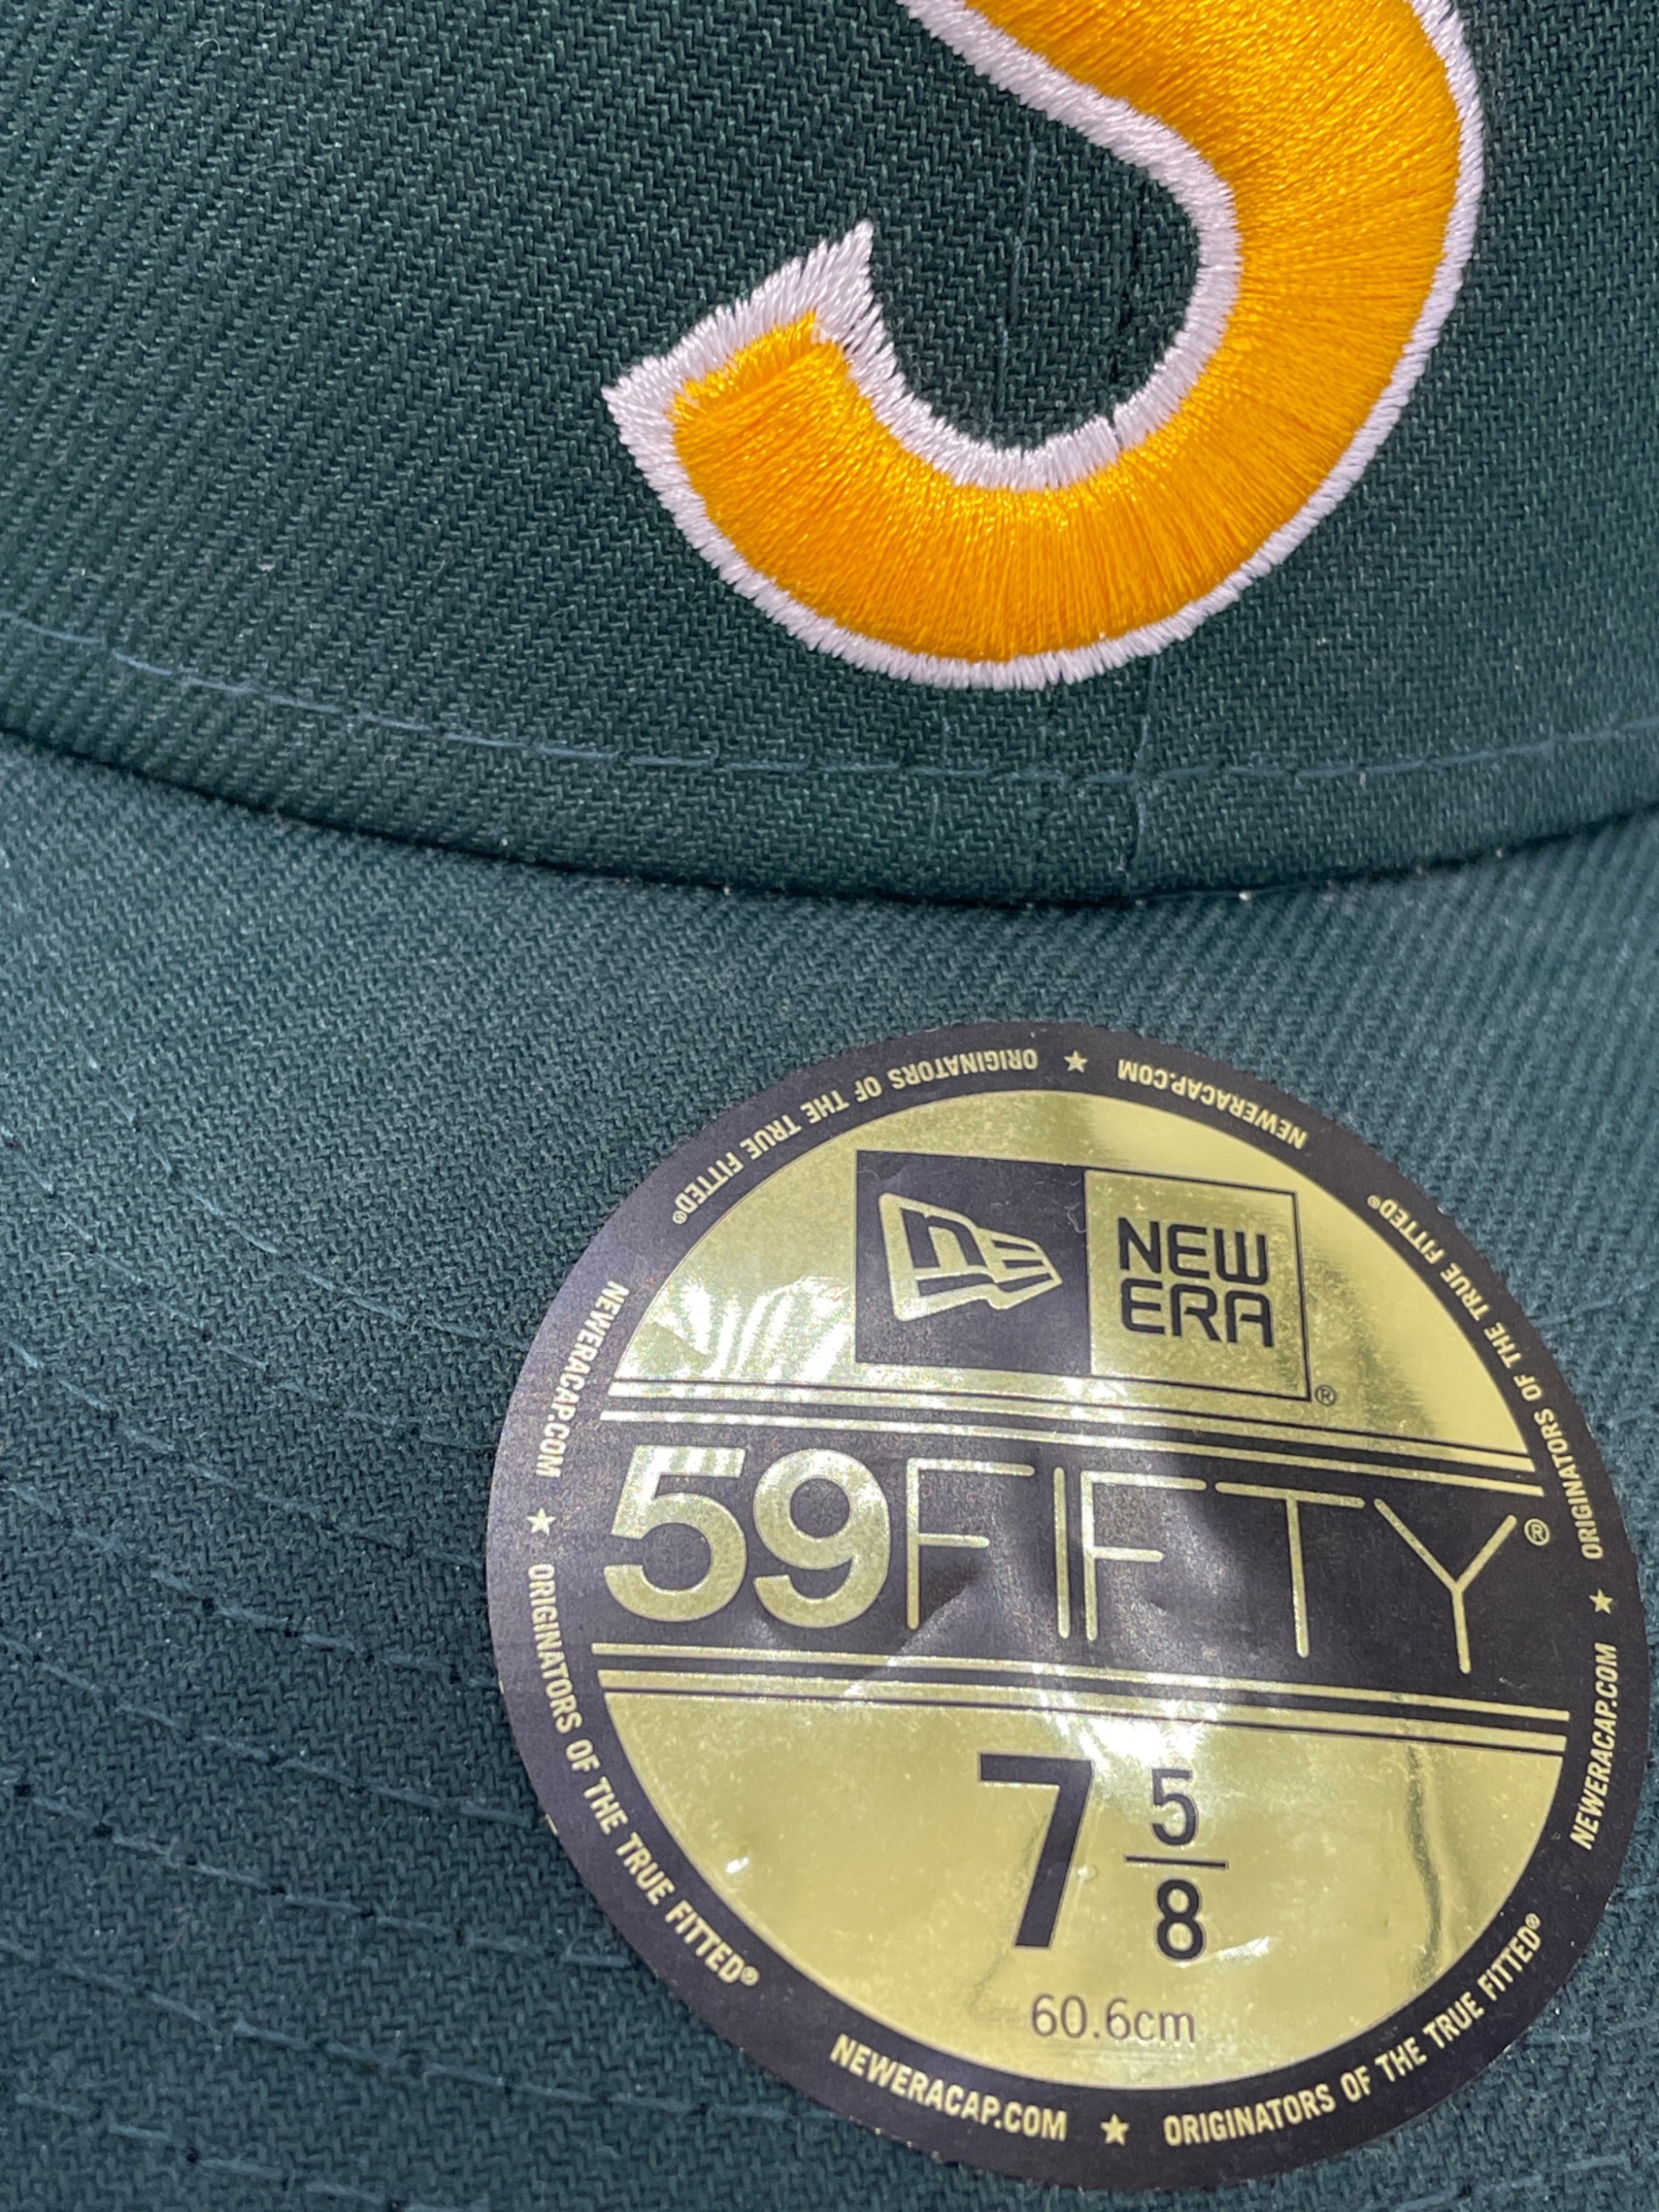 S
NEW
ERA
®
59FIFTY®
7 5/8
60.6cm
NEWERACAP.COM ★ ORIGINATORS OF THE TRUE FITTED®
NEWERACAP.COM ★ ORIGINATORS OF THE TRUE FITTED®
NEWERACAP.COM ★ ORIGINATORS OF THE TRUE FITTED®
NEWERACAP.COM ★ ORIGINATORS OF THE TRUE FITTED®